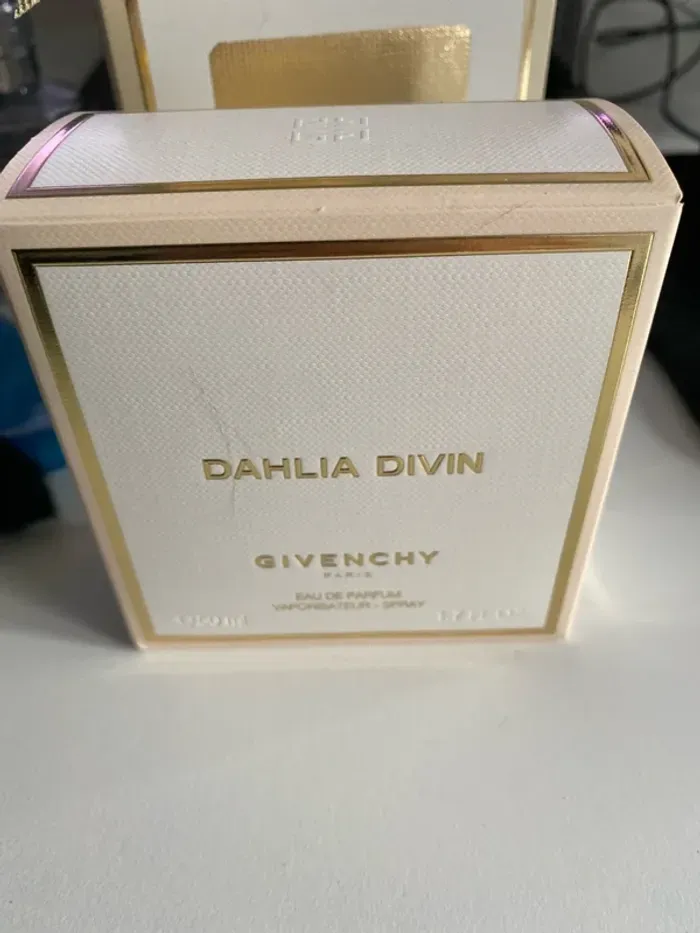 DAHLIA DIVIN
GIVENCHY
PARIS
EAU DE PARFUM
VAPORISATEUR - SPRAY